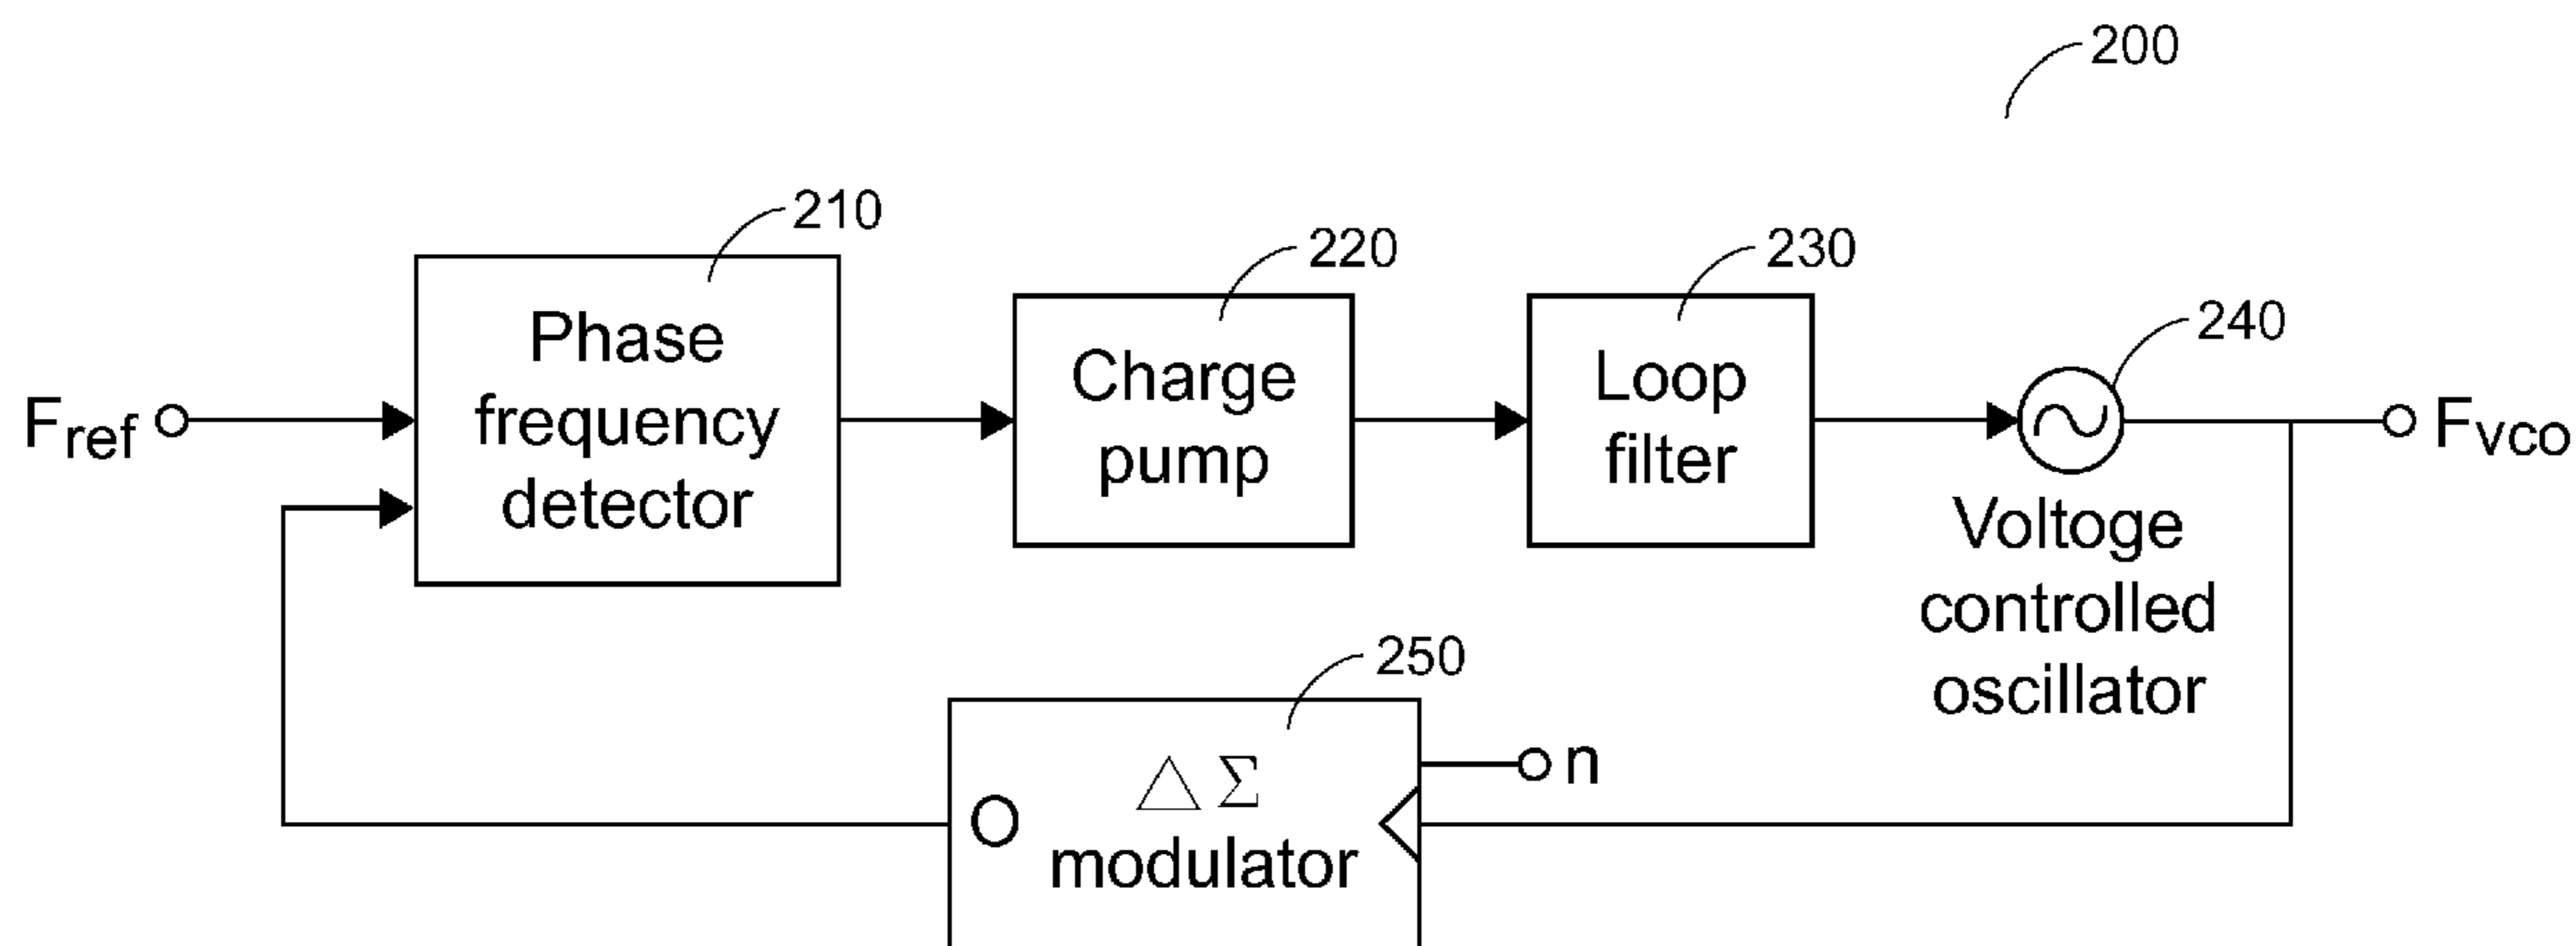 200
210
Phase
frequency
detector
220
Charge
pump
230
Loop
filter
240
Voltoge
controlled
oscillator
Fref
Fvco
250
ΔΣ
modulator
O
n